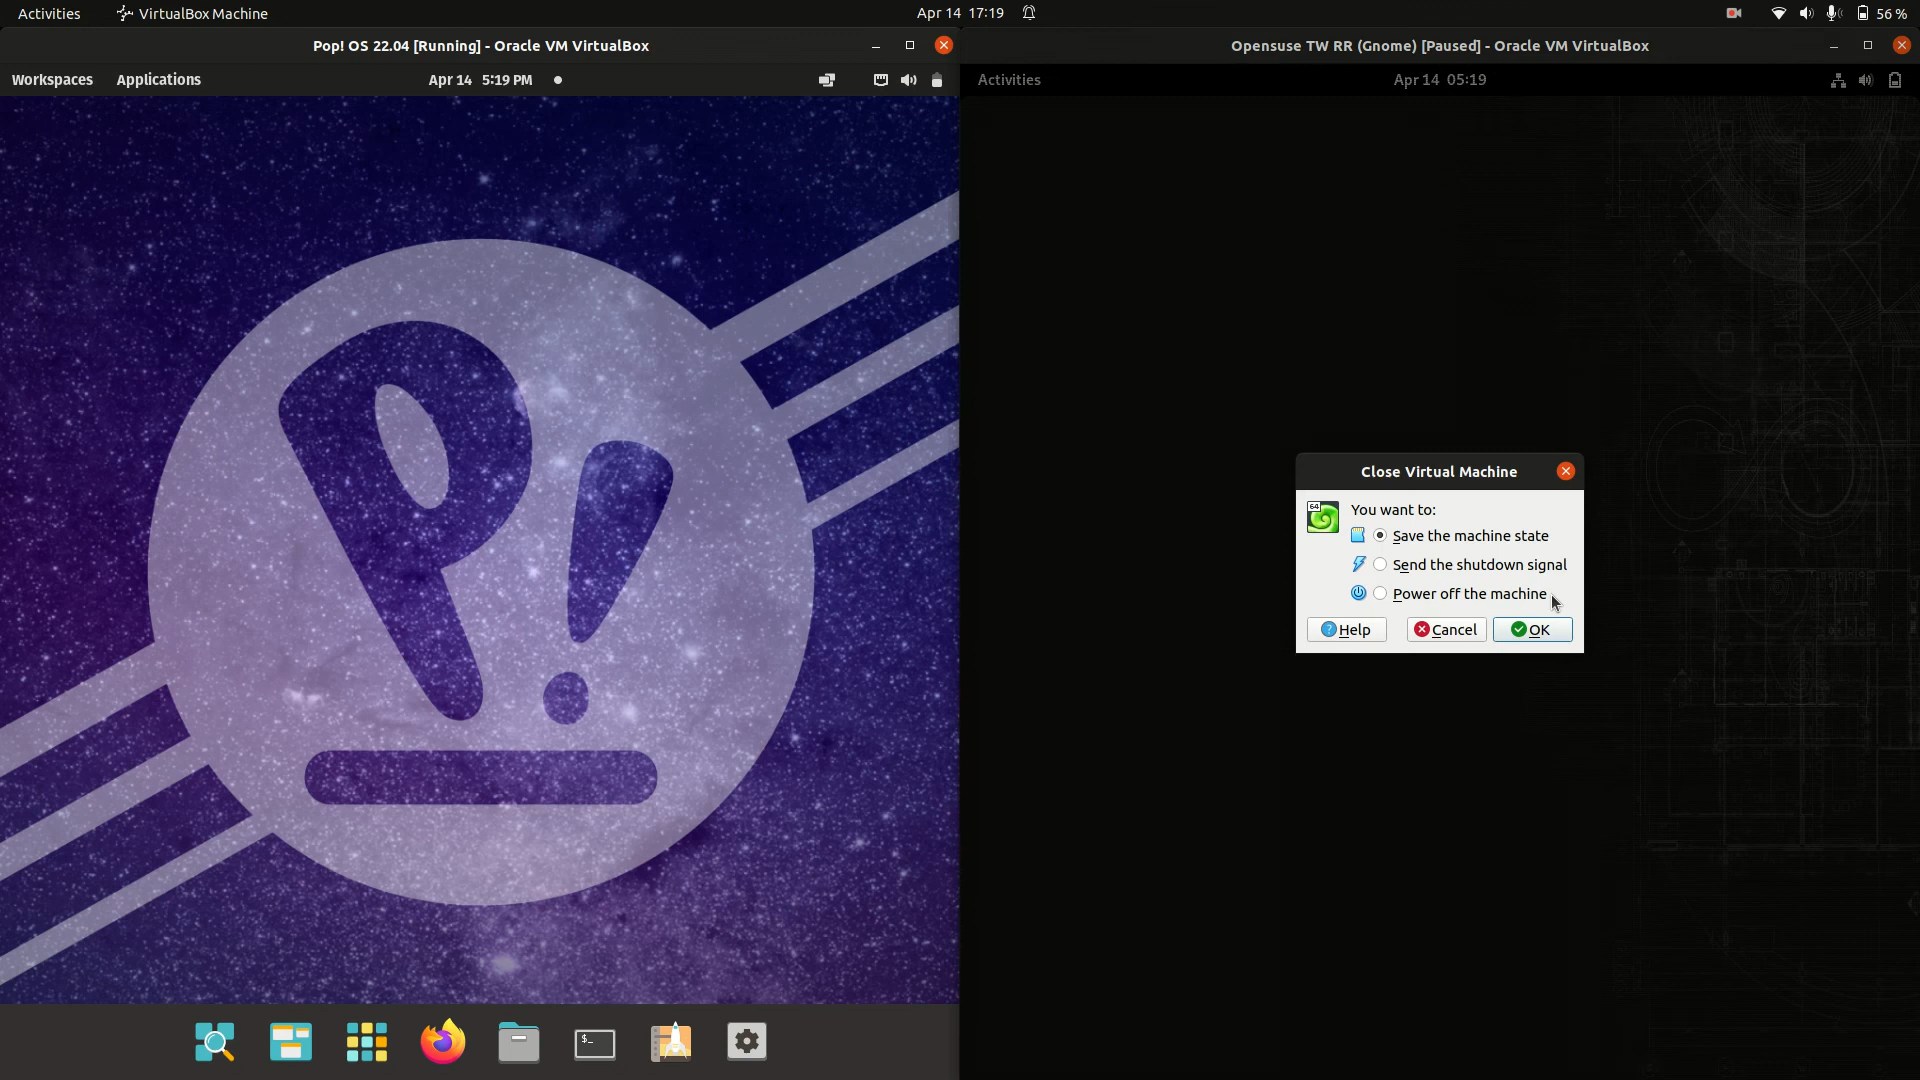 Activities VirtualBox Machine Apr 14 17:19 56 %
Pop! OS 22.04 [Running] - Oracle VM VirtualBox
Workspaces Applications Apr 14 5:19 PM
Opensuse TW RR (Gnome) [Paused] - Oracle VM VirtualBox
Activities Apr 14 05:19
Close Virtual Machine
64
You want to:
Save the machine state
Send the shutdown signal
Power off the machine
Help Cancel OK
$_